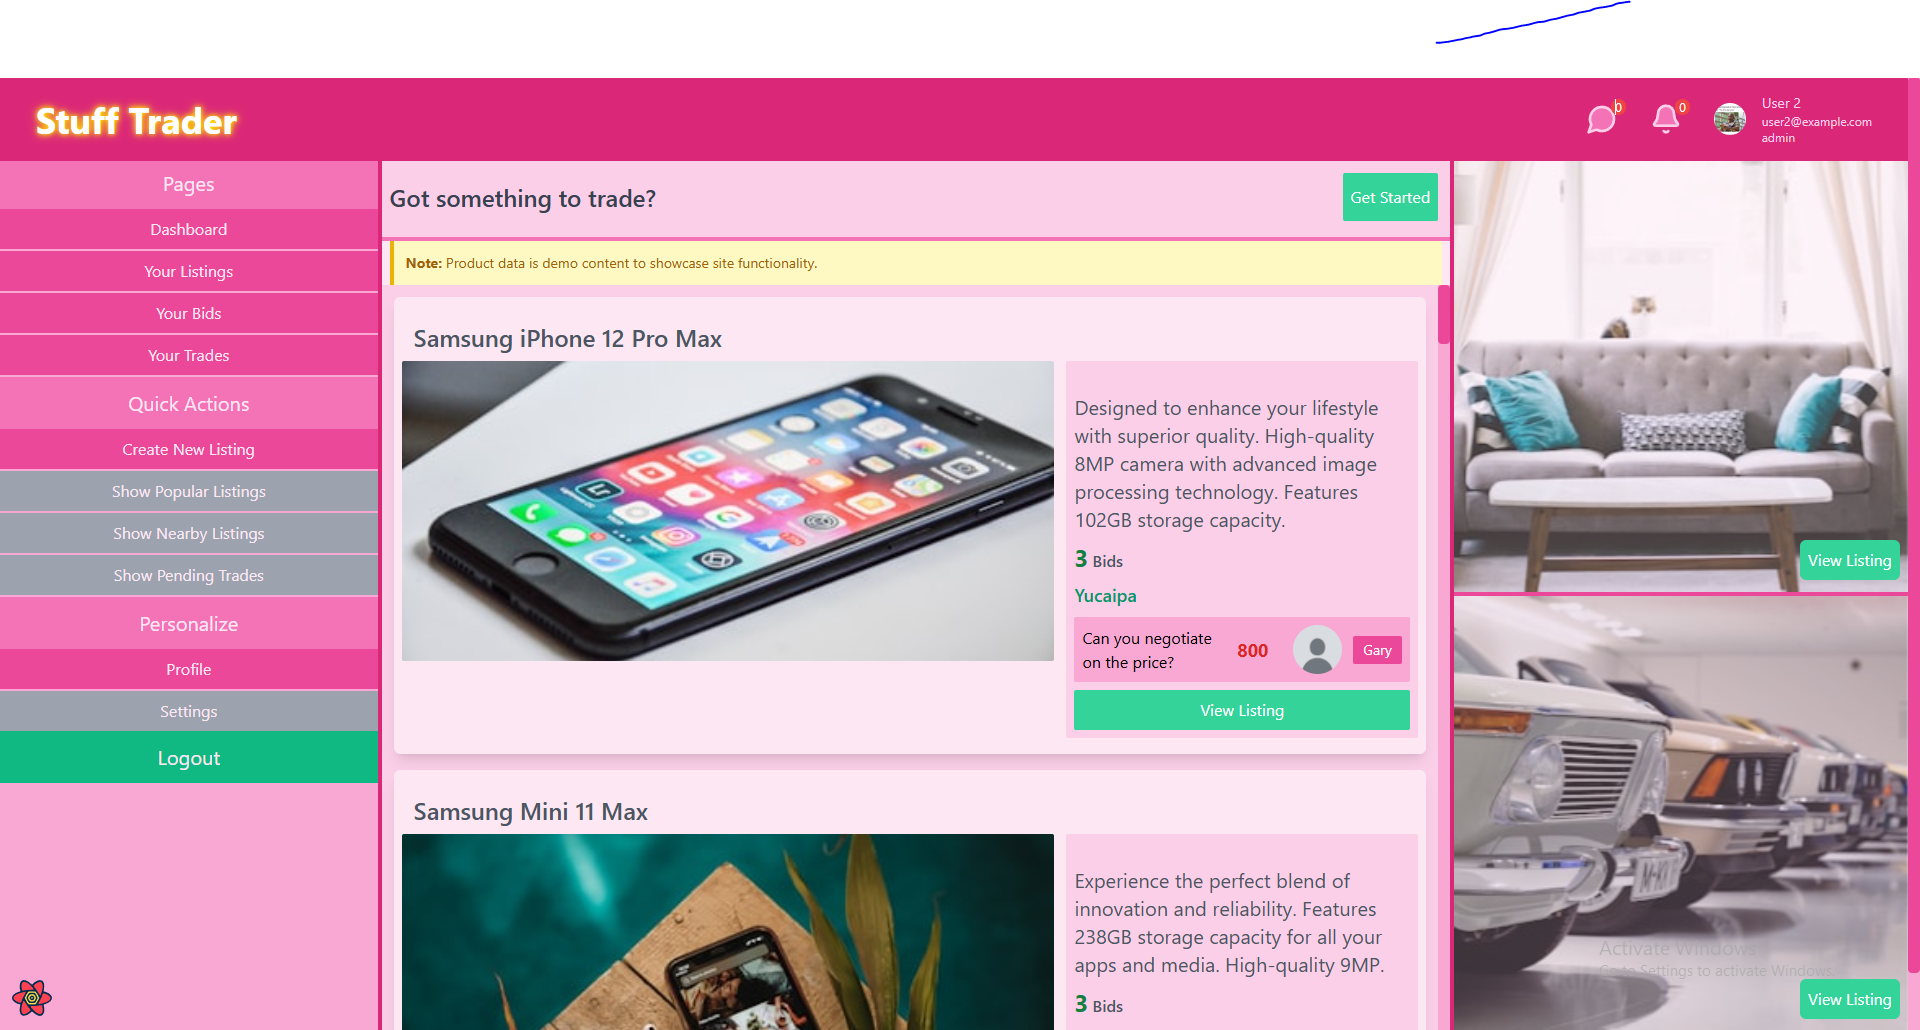 Stuff Trader
0
0
User 2
user2@example.com
admin
Pages
Dashboard
Your Listings
Your Bids
Your Trades
Quick Actions
Create New Listing
Show Popular Listings
Show Nearby Listings
Show Pending Trades
Personalize
Profile
Settings
Logout
Got something to trade?
Get Started
Note: Product data is demo content to showcase site functionality.
Samsung iPhone 12 Pro Max
Designed to enhance your lifestyle
with superior quality. High-quality
8MP camera with advanced image
processing technology. Features
102GB storage capacity.
3 Bids
Yucaipa
Can you negotiate
on the price?
800
Gary
View Listing
Samsung Mini 11 Max
Experience the perfect blend of
innovation and reliability. Features
238GB storage capacity for all your
apps and media. High-quality 9MP.
3 Bids
View Listing
Activate Windows
Go to Settings to activate Windows.
View Listing